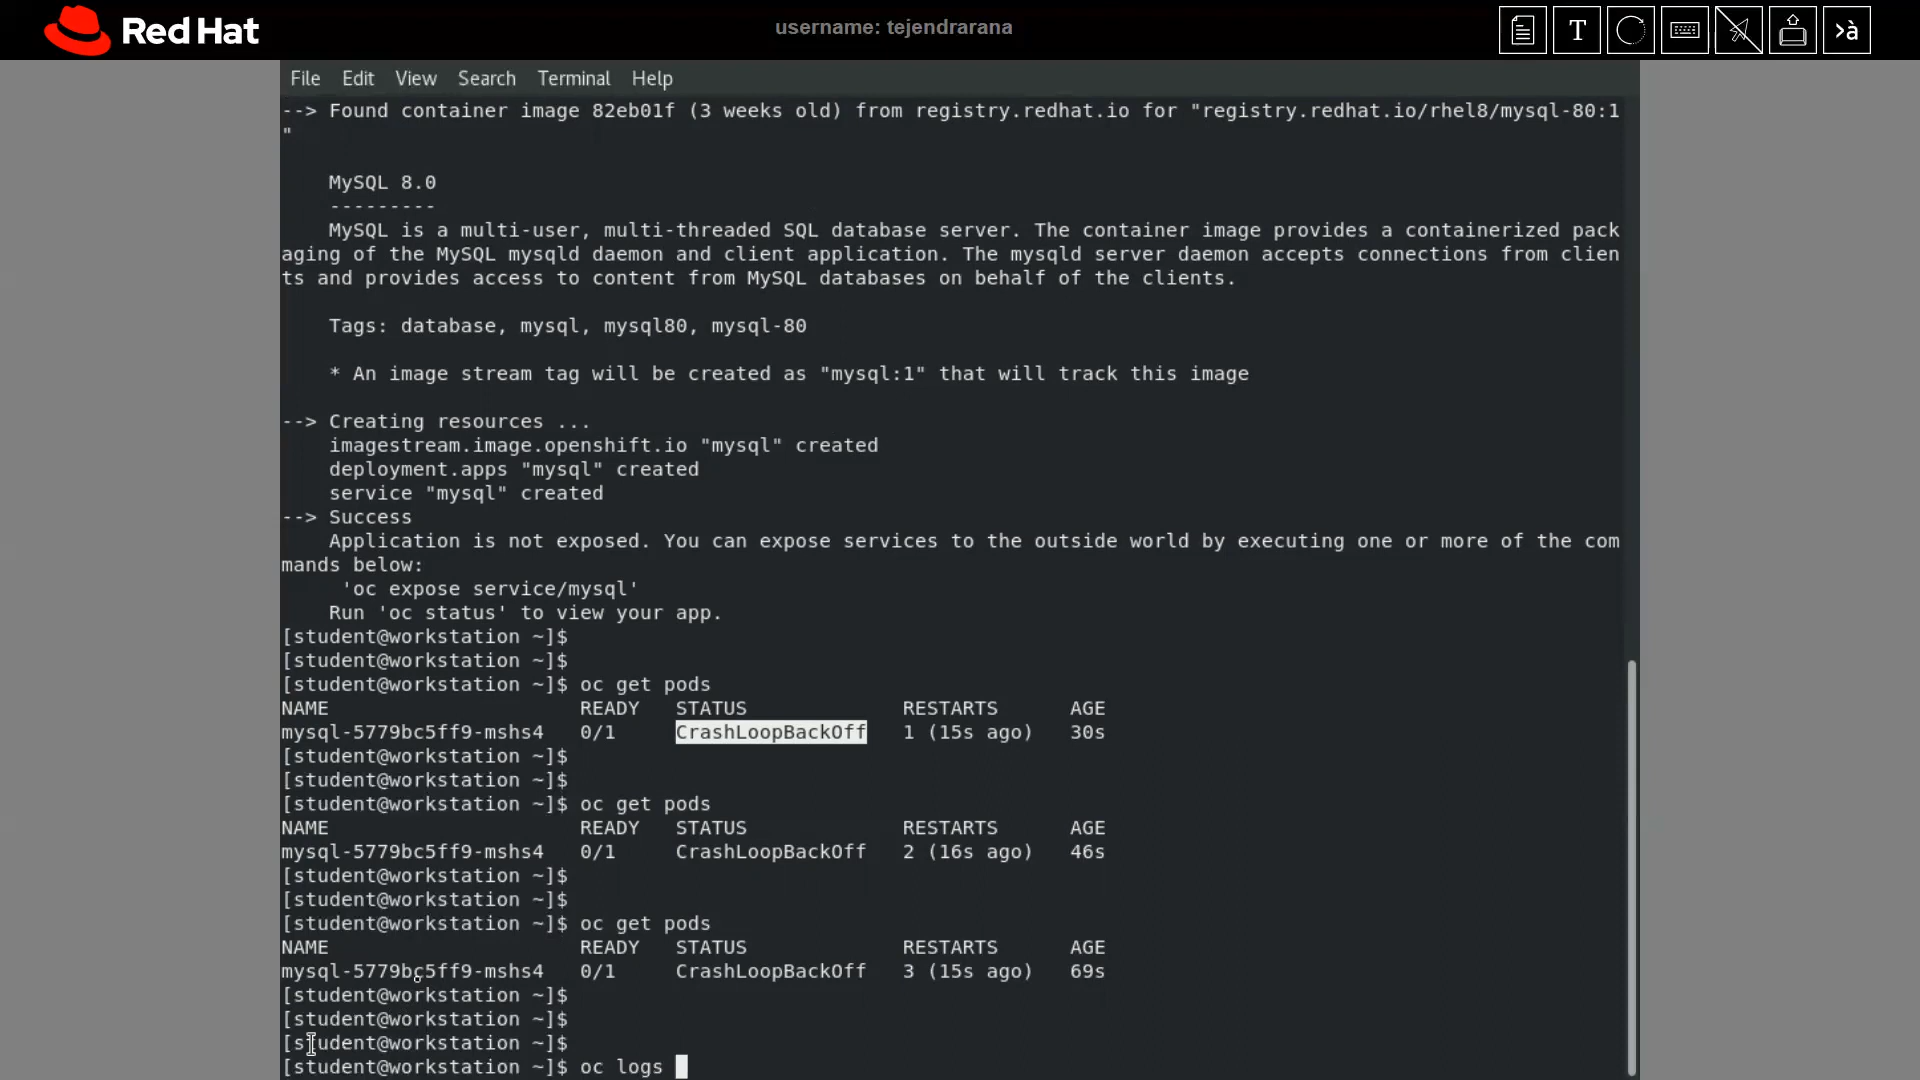 Red Hat
username: tejendrarana
T
>à
File Edit View Search Terminal Help
--> Found container image 82eb01f (3 weeks old) from registry.redhat.io for "registry.redhat.io/rhel8/mysql-80:1
"
MySQL 8.0
---------
MySQL is a multi-user, multi-threaded SQL database server. The container image provides a containerized pack
aging of the MySQL mysqld daemon and client application. The mysqld server daemon accepts connections from clien
ts and provides access to content from MySQL databases on behalf of the clients.
Tags: database, mysql, mysql80, mysql-80
* An image stream tag will be created as "mysql:1" that will track this image
--> Creating resources ...
imagestream.image.openshift.io "mysql" created
deployment.apps "mysql" created
service "mysql" created
--> Success
Application is not exposed. You can expose services to the outside world by executing one or more of the com
mands below:
'oc expose service/mysql'
Run 'oc status' to view your app.
[student@workstation ~]$
[student@workstation ~]$
[student@workstation ~]$ oc get pods
NAME READY STATUS RESTARTS AGE
mysql-5779bc5ff9-mshs4 0/1 CrashLoopBackOff 1 (15s ago) 30s
[student@workstation ~]$
[student@workstation ~]$
[student@workstation ~]$ oc get pods
NAME READY STATUS RESTARTS AGE
mysql-5779bc5ff9-mshs4 0/1 CrashLoopBackOff 2 (16s ago) 46s
[student@workstation ~]$
[student@workstation ~]$
[student@workstation ~]$ oc get pods
NAME READY STATUS RESTARTS AGE
mysql-5779bc5ff9-mshs4 0/1 CrashLoopBackOff 3 (15s ago) 69s
[student@workstation ~]$
[student@workstation ~]$
[student@workstation ~]$
[student@workstation ~]$ oc logs